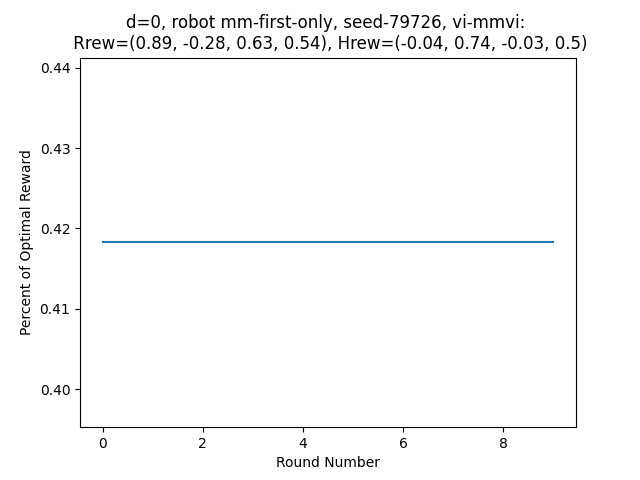 d=0, robot mm-first-only, seed-79726, vi-mmvi:
Rrew=(0.89, -0.28, 0.63, 0.54), Hrew=(-0.04, 0.74, -0.03, 0.5)
0.44
0.43
0.42
0.41
0.40
Percent of Optimal Reward
0 2 4 6 8
Round Number